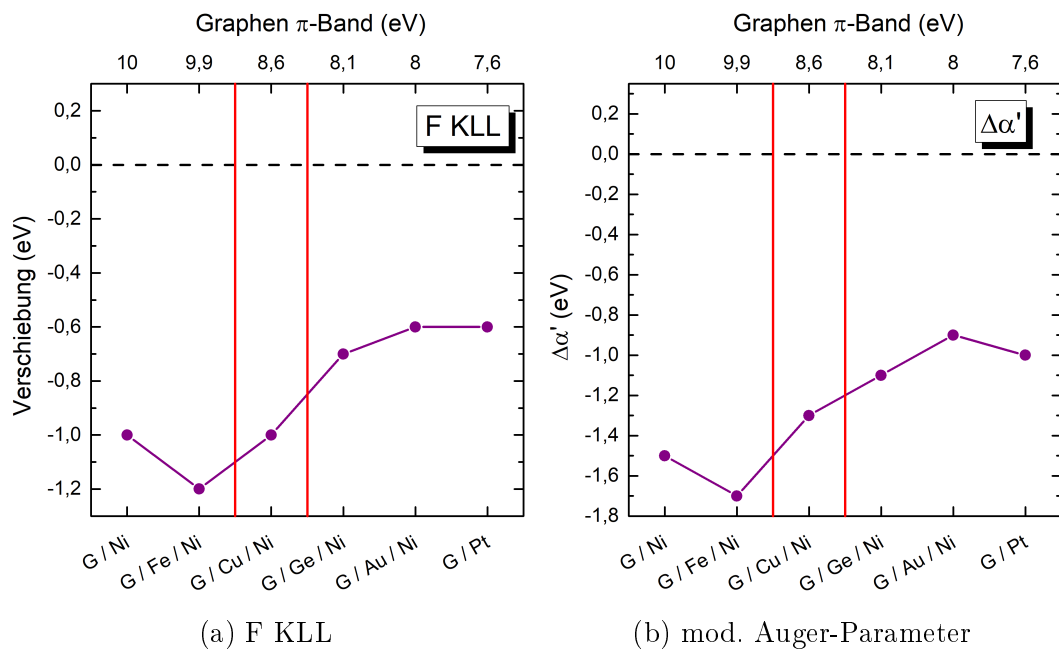 Graphen π-Band (eV)
10 9,9 8,6 8,1 8 7,6
F KLL
Verschiebung (eV)
0,2
0,0
-0,2
-0,4
-0,6
-0,8
-1,0
-1,2
G / Ni
G / Fe / Ni
G / Cu / Ni
G / Ge / Ni
G / Au / Ni
G / Pt
(a) F KLL
Graphen π-Band (eV)
10 9,9 8,6 8,1 8 7,6
Δα'
Δα' (eV)
0,2
0,0
-0,2
-0,4
-0,6
-0,8
-1,0
-1,2
-1,4
-1,6
-1,8
G / Ni
G / Fe / Ni
G / Cu / Ni
G / Ge / Ni
G / Au / Ni
G / Pt
(b) mod. Auger-Parameter